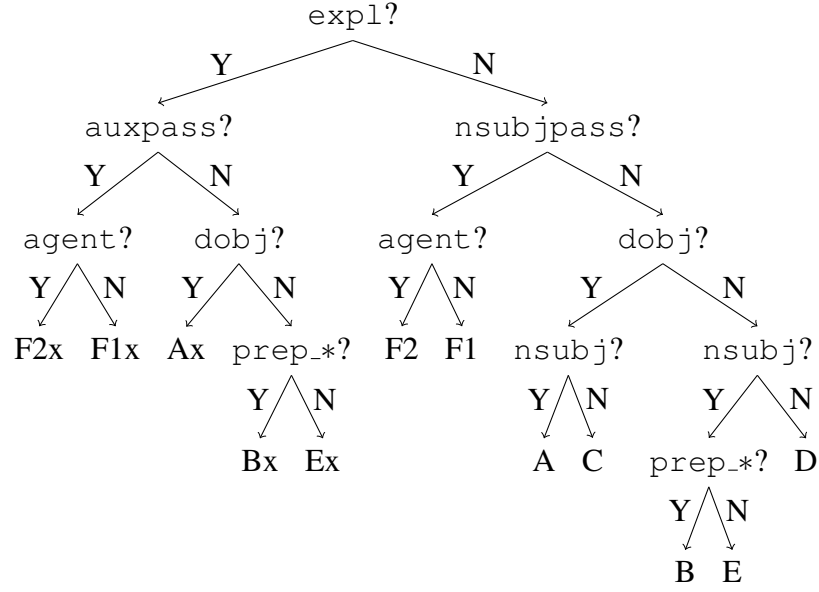 expl?
Y N
auxpass? nsubjpass?
Y N Y N
agent? dobj? agent? dobj?
Y N Y N Y N Y N
F2x F1x Ax prep_*? F2 F1 nsubj? nsubj?
Y N Y N Y N
Bx Ex A C prep_*? D
Y N
B E